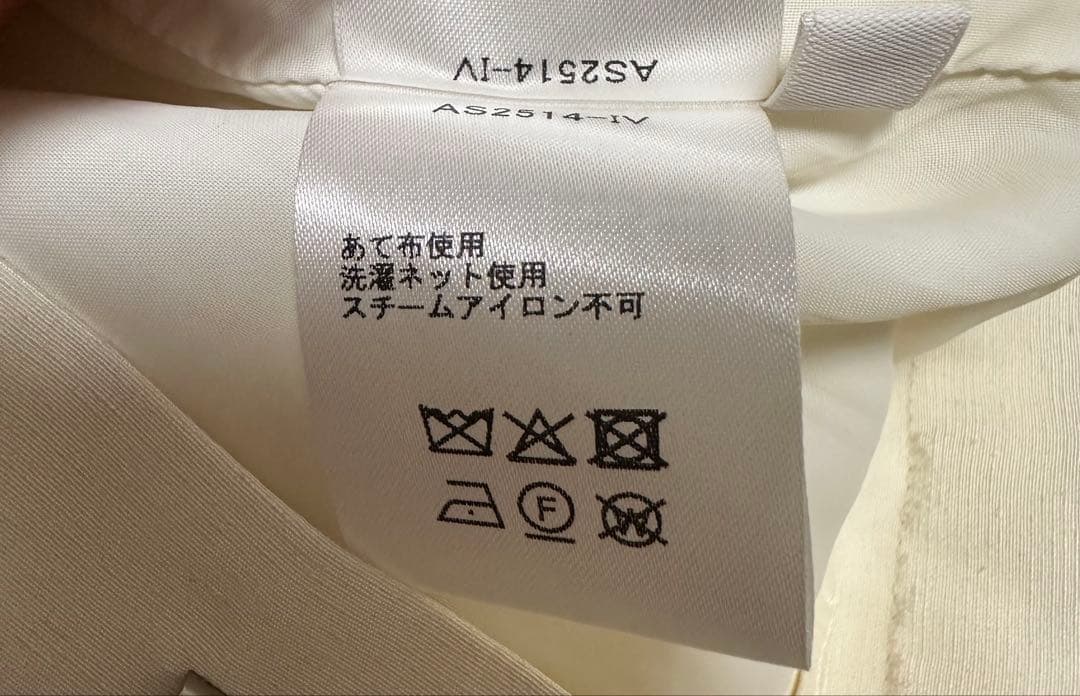 AS2514-IV
AS2514-IV
あて布使用
洗濯ネット使用
スチームアイロン不可
F
W